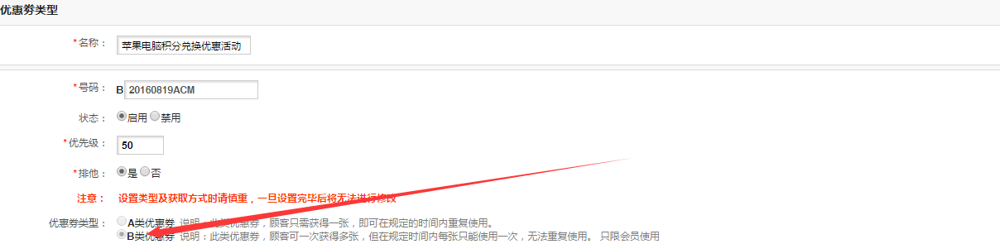 优惠劵类型
*名称： 苹果电脑积分兑换优惠活动
*号码： B 20160819ACM
状态： 启用 禁用
*优先级： 50
*排他： 是 否
注意： 设置类型及获取方式时请慎重，一旦设置完毕后将无法进行修改
优惠劵类型： A类优惠劵 说明：此类优惠劵，顾客只需获得一张，即可在规定的时间内重复使用。
B类优惠劵 说明：此类优惠劵，顾客可一次获得多张，但在规定时间内每张只能使用一次，无法重复使用。 只限会员使用